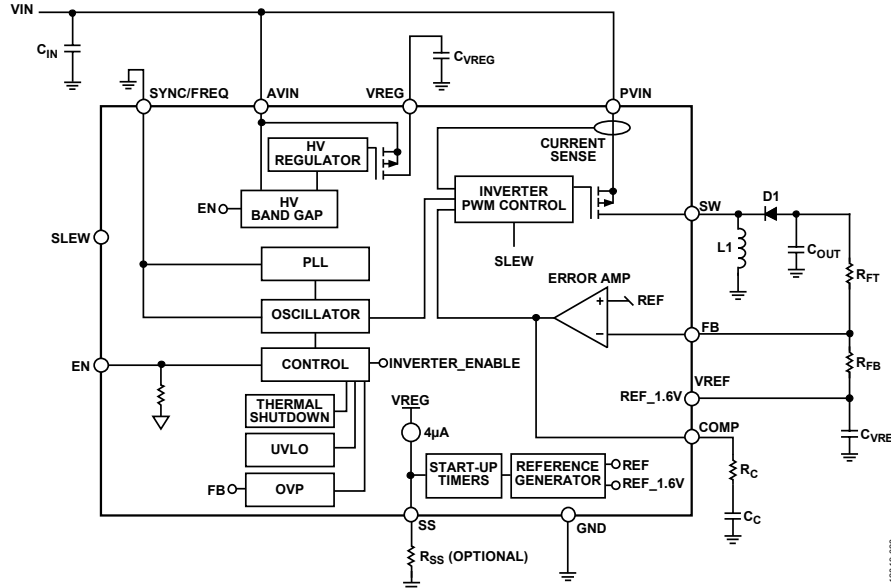 VIN
CIN
CVREG
SYNC/FREQ
AVIN
VREG
PVIN
HV
REGULATOR
CURRENT
SENSE
INVERTER
PWM CONTROL
EN
HV
BAND GAP
SW
D1
SLEW
SLEW
L1
COUT
RFT
PLL
ERROR AMP
+
REF
OSCILLATOR
−
FB
EN
CONTROL
INVERTER_ENABLE
RFB
VREF
REF_1.6V
THERMAL
SHUTDOWN
VREG
COMP
4µA
CVRE
UVLO
START-UP
TIMERS
REFERENCE
GENERATOR
REF
REF_1.6V
RC
FB
OVP
SS
GND
CC
RSS (OPTIONAL)